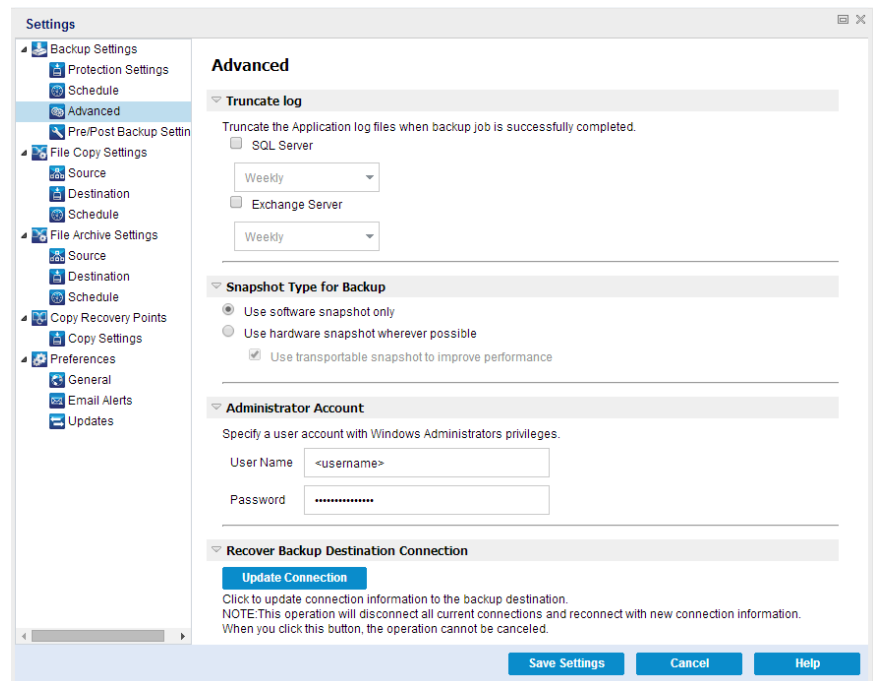 Settings
Backup Settings
Protection Settings
Schedule
Advanced
Pre/Post Backup Settin
File Copy Settings
Source
Destination
Schedule
File Archive Settings
Source
Destination
Schedule
Copy Recovery Points
Copy Settings
Preferences
General
Email Alerts
Updates
Advanced
Truncate log
Truncate the Application log files when backup job is successfully completed.
SQL Server
Weekly
Exchange Server
Weekly
Snapshot Type for Backup
Use software snapshot only
Use hardware snapshot wherever possible
Use transportable snapshot to improve performance
Administrator Account
Specify a user account with Windows Administrators privileges.
User Name <username>
Password •••••••••••••••
Recover Backup Destination Connection
Update Connection
Click to update connection information to the backup destination.
NOTE:This operation will disconnect all current connections and reconnect with new connection information.
When you click this button, the operation cannot be canceled.
Save Settings Cancel Help